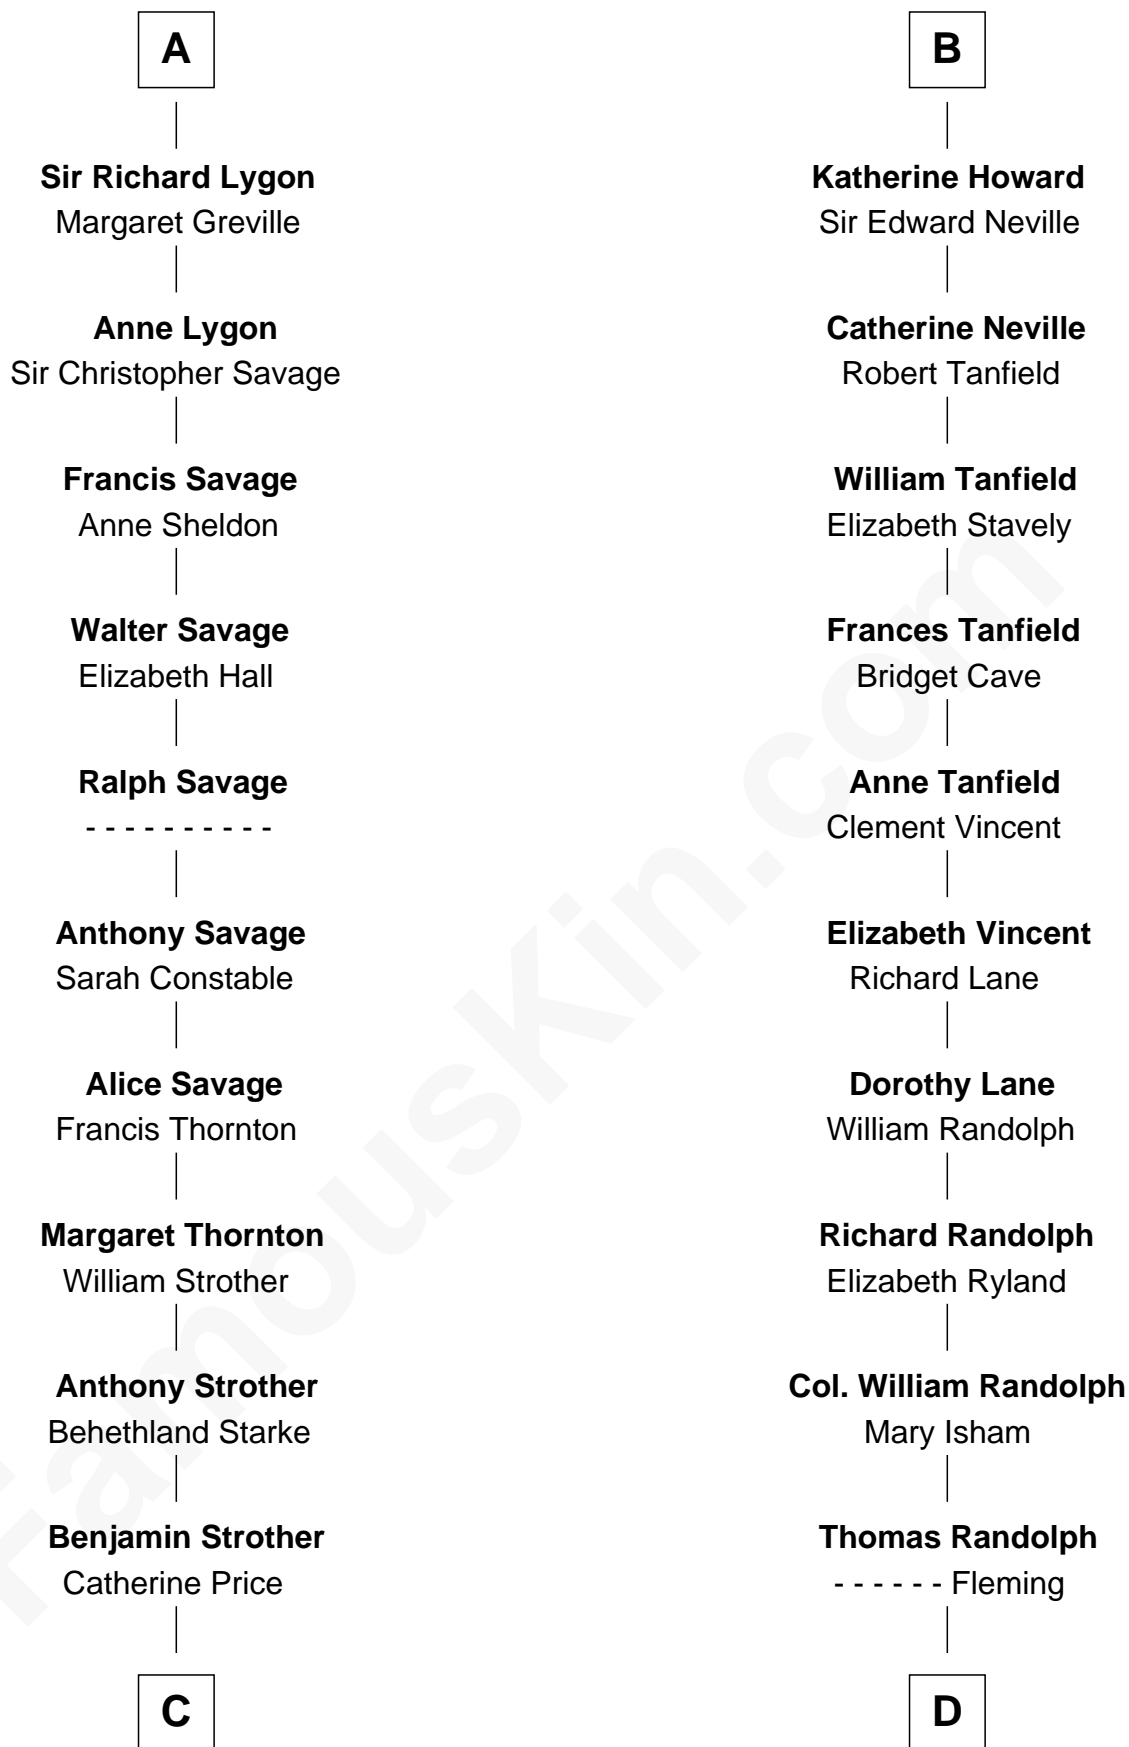 A
Sir Richard Lygon
Margaret Greville
Anne Lygon
Sir Christopher Savage
Francis Savage
Anne Sheldon
Walter Savage
Elizabeth Hall
Ralph Savage
- - - - - - - - - -
Anthony Savage
Sarah Constable
Alice Savage
Francis Thornton
Margaret Thornton
William Strother
Anthony Strother
Behethland Starke
Benjamin Strother
Catherine Price
C
B
Katherine Howard
Sir Edward Neville
Catherine Neville
Robert Tanfield
William Tanfield
Elizabeth Stavely
Frances Tanfield
Bridget Cave
Anne Tanfield
Clement Vincent
Elizabeth Vincent
Richard Lane
Dorothy Lane
William Randolph
Richard Randolph
Elizabeth Ryland
Col. William Randolph
Mary Isham
Thomas Randolph
- - - - - - Fleming
D
FamousKin.com